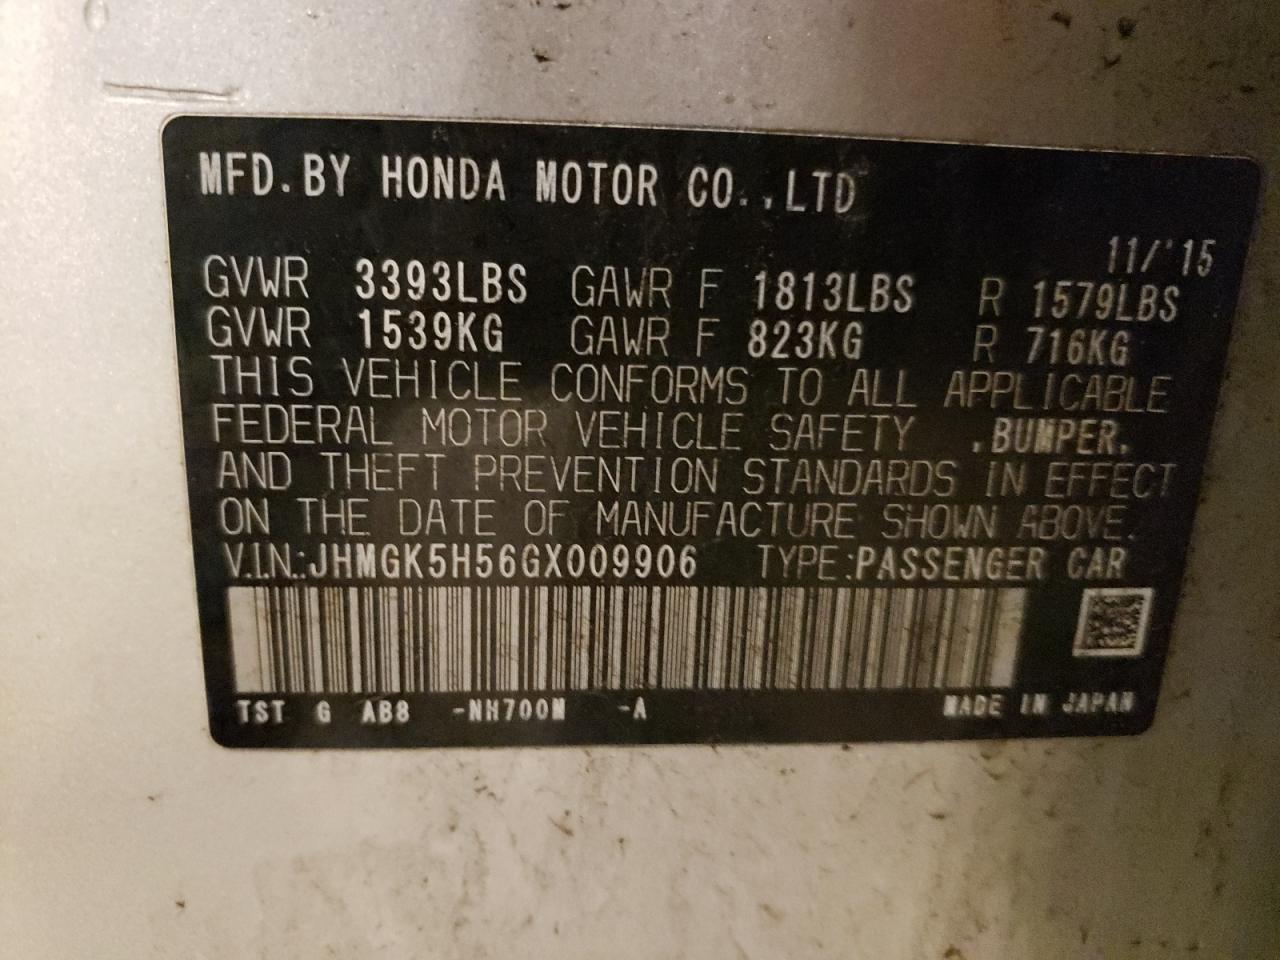 MFD.BY HONDA MOTOR CO.,LTD
11/'15
GVWR 3393LBS GAWR F 1813LBS R 1579LBS
GVWR 1539KG GAWR F 823KG R 716KG
THIS VEHICLE CONFORMS TO ALL APPLICABLE
FEDERAL MOTOR VEHICLE SAFETY ,BUMPER,
AND THEFT PREVENTION STANDARDS IN EFFECT
ON THE DATE OF MANUFACTURE SHOWN ABOVE.
V.I.N.:JHMGK5H56GX009906 TYPE:PASSENGER CAR
TST G AB8 -NH700M -A MADE IN JAPAN